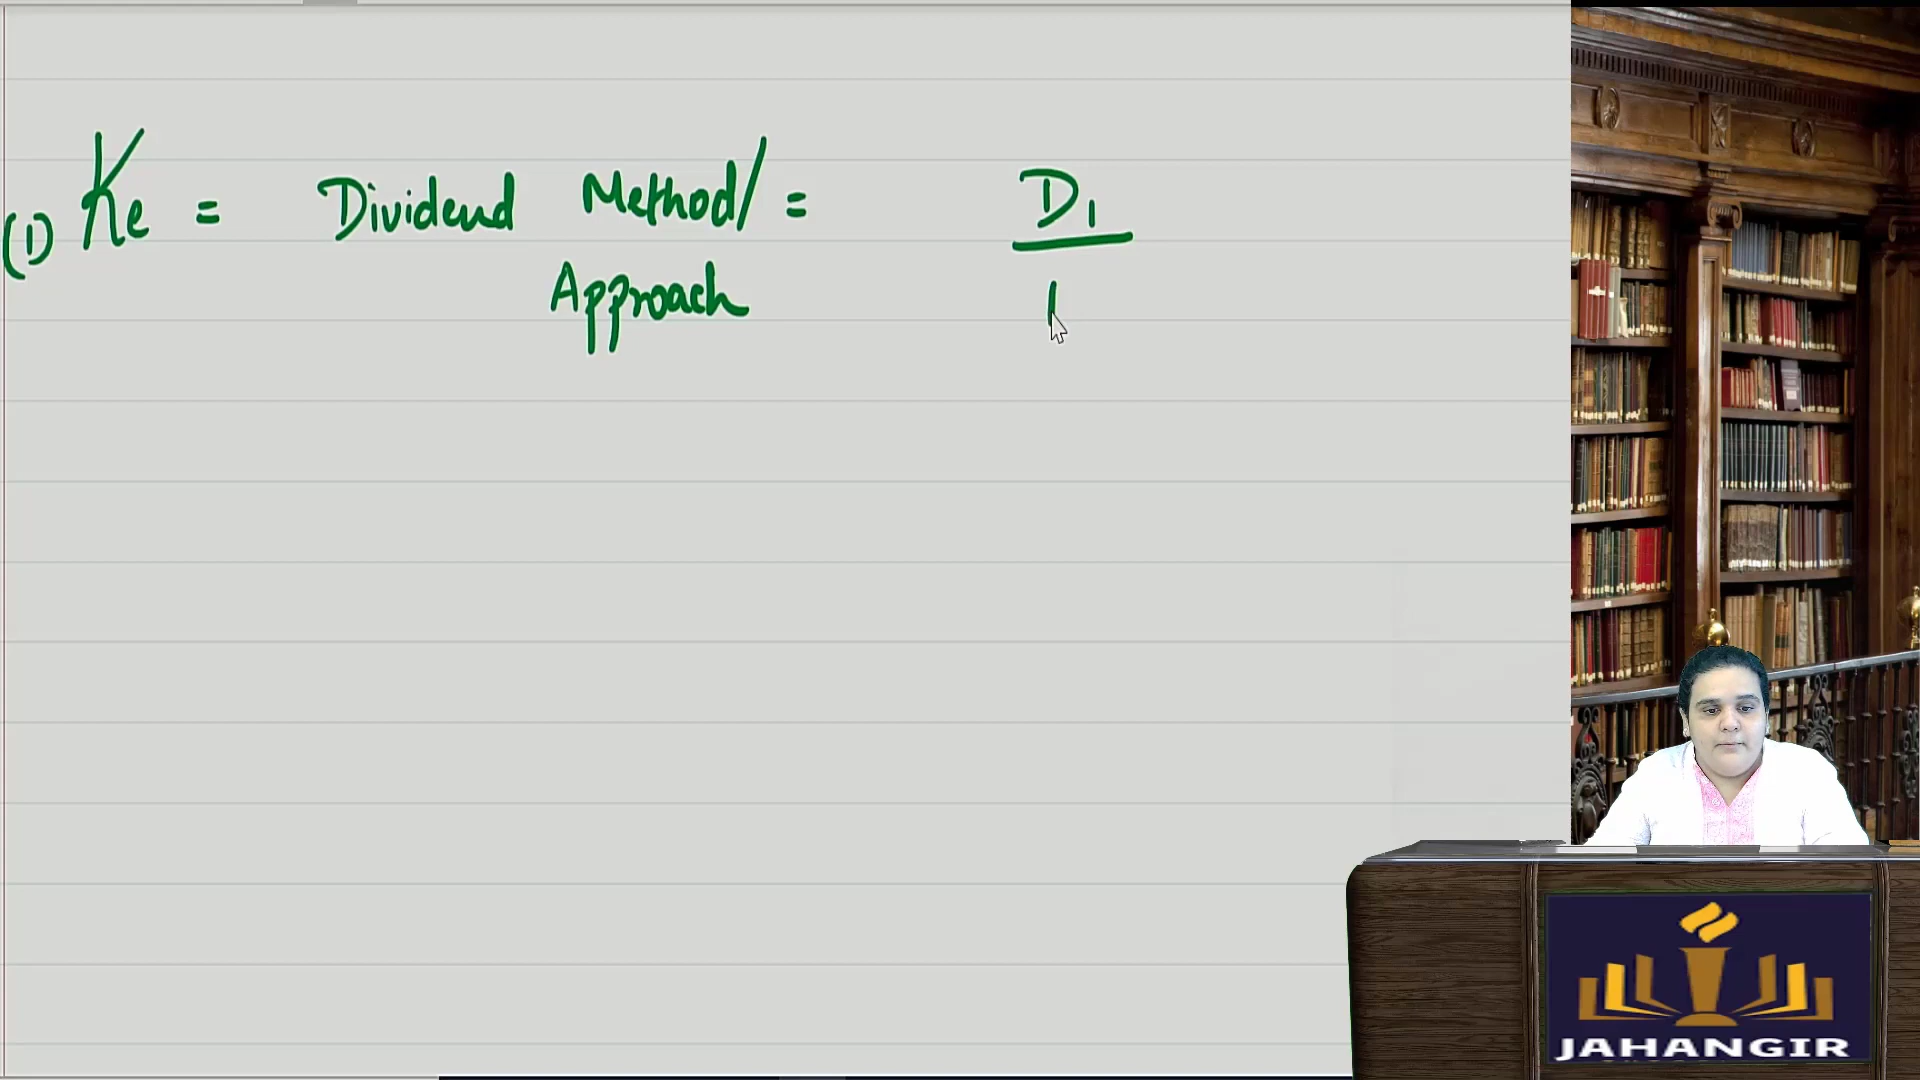 (1) Ke = Dividend Method/ = D1
Approach
JAHANGIR